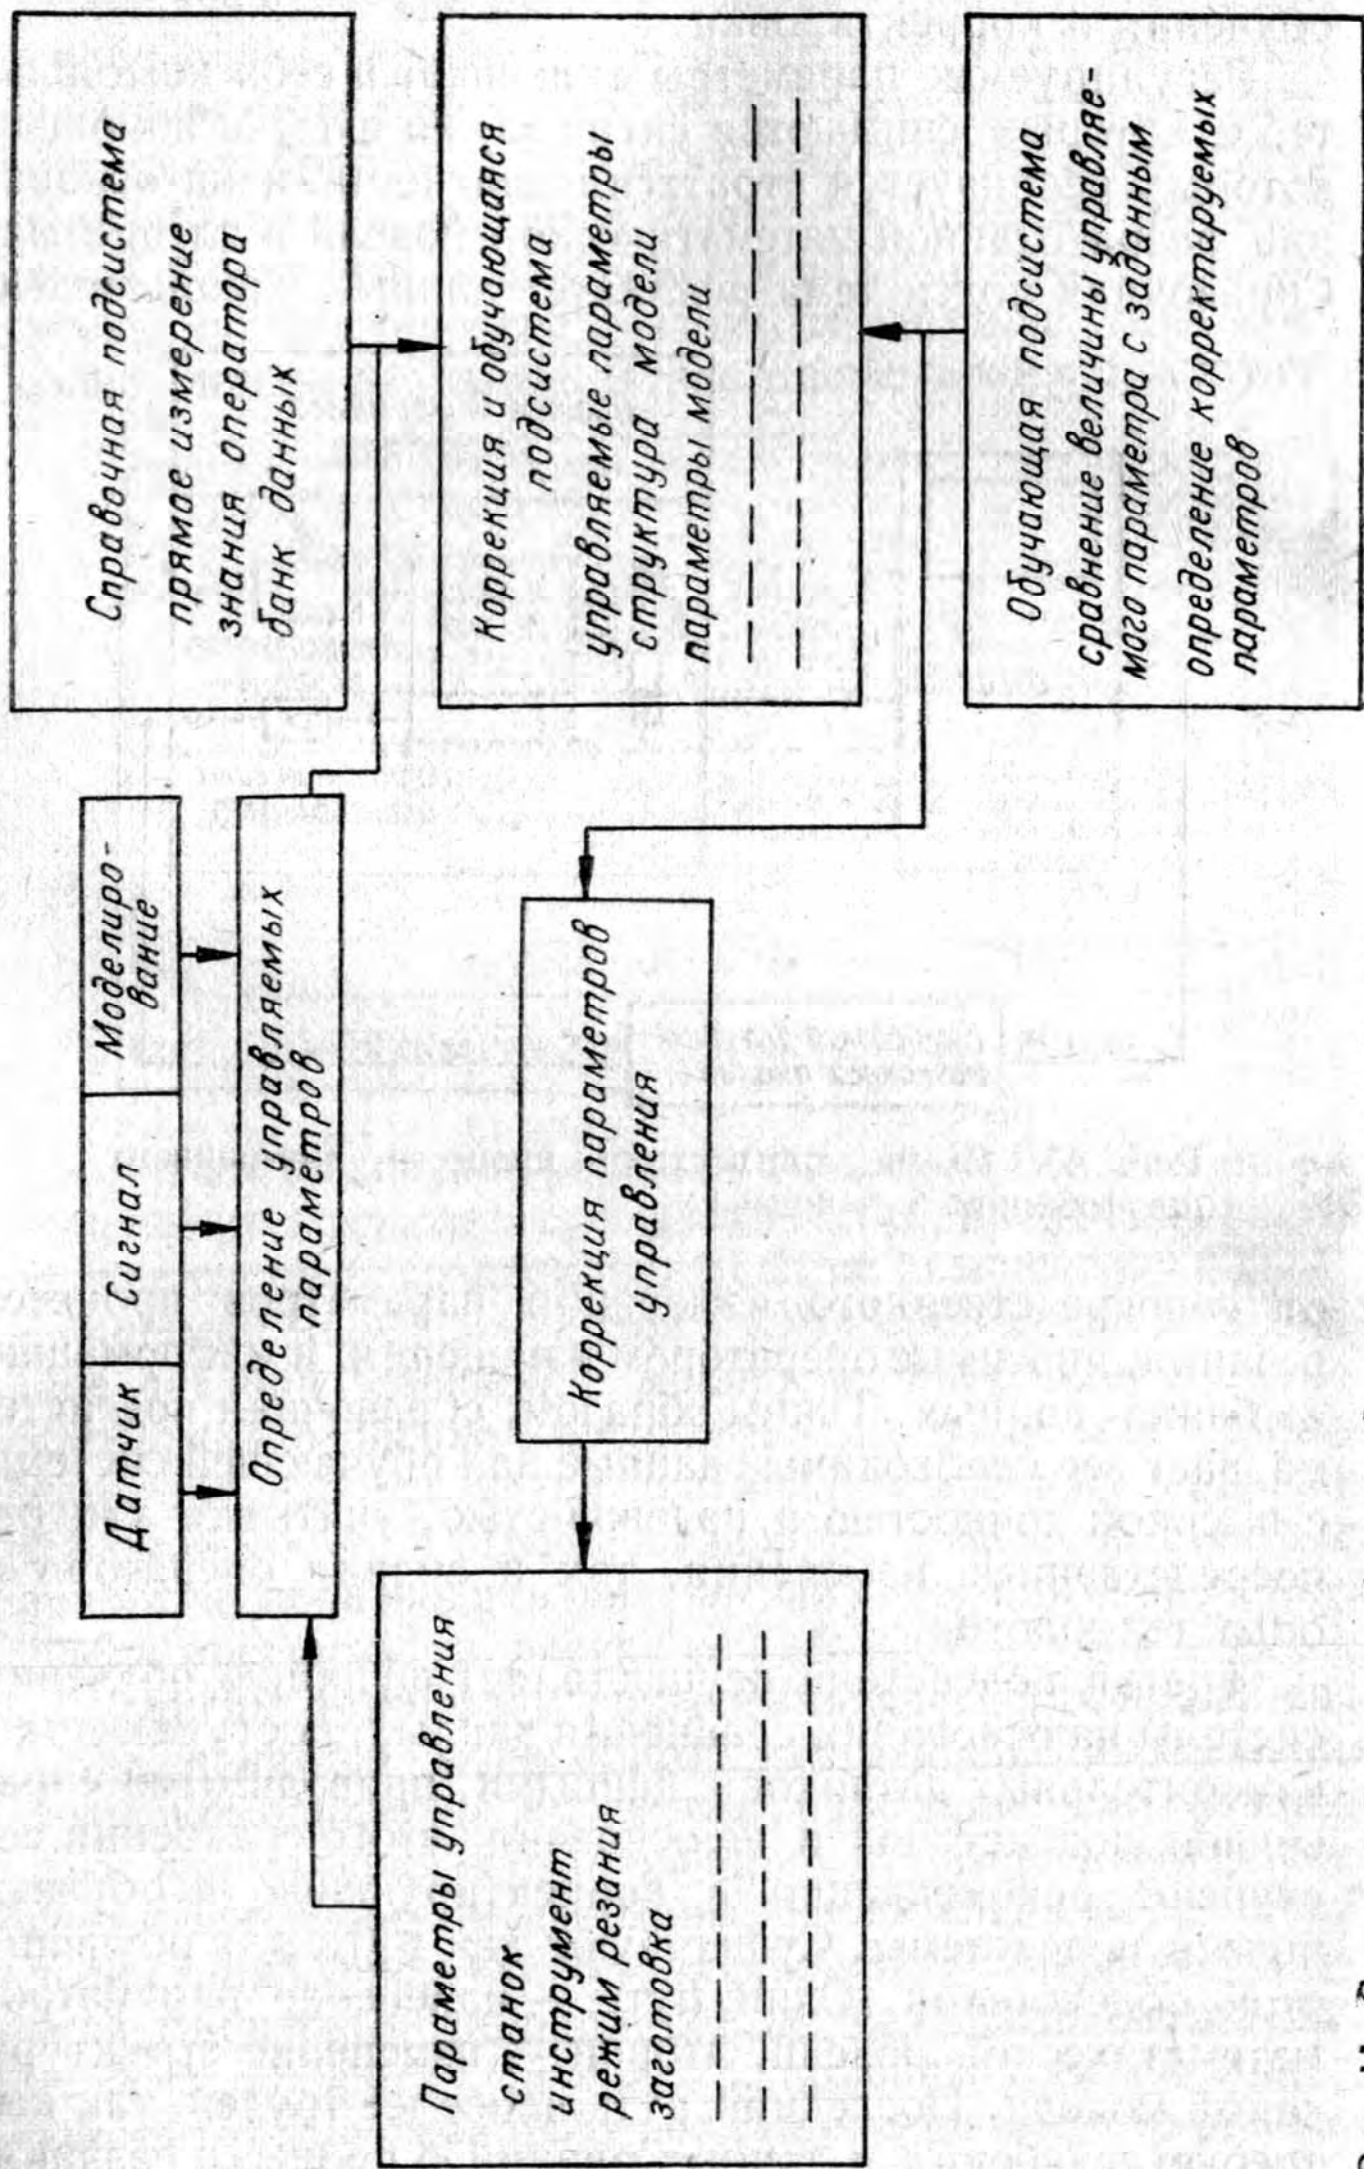 Датчик
Сигнал
Моделиро-
вание
Определение управляемых
параметров
Параметры управления
станок
инструмент
режим резания
заготовка
Коррекция параметров
управления
Справочная подсистема
прямое измерение
знания оператора
банк данных
Коррекция и обучающаяся
подсистема
управляемые параметры
структура модели
параметры модели
Обучающая подсистема
сравнение величины управляе-
мого параметра с заданным
определение корректируемых
параметров